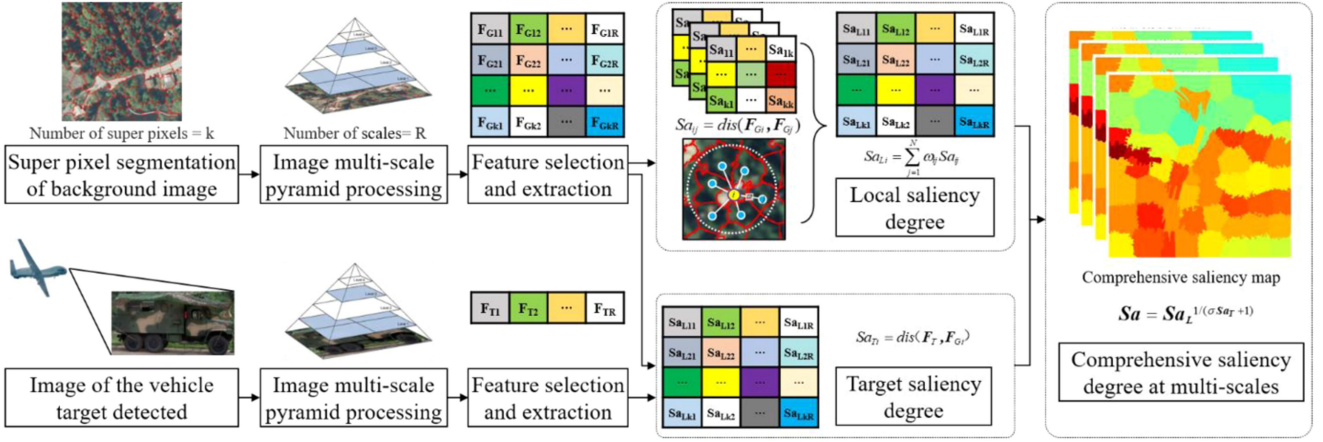 Number of super pixels = k
Super pixel segmentation
of background image
Number of scales= R
Image multi-scale
pyramid processing
F_G11 F_G12 ... F_G1R
F_G21 F_G22 ... F_G2R
... ... ... ...
F_Gk1 F_Gk2 ... F_GkR
Feature selection
and extraction
Sa_11 ... Sa_1k
... ... ...
Sa_k1 ... Sa_kk
Sa_ij = dis(F_Gi, F_Gj)
Sa_L11 Sa_L12 ... Sa_L1R
Sa_L21 Sa_L22 ... Sa_L2R
... ... ... ...
Sa_Lk1 Sa_Lk2 ... Sa_LkR
Sa_Li = ∑_{j=1}^{N} ω_ij Sa_ij
Local saliency
degree
Image of the vehicle
target detected
Image multi-scale
pyramid processing
F_T1 F_T2 ... F_TR
Feature selection
and extraction
Sa_L11 Sa_L12 ... Sa_L1R
Sa_L21 Sa_L22 ... Sa_L2R
... ... ... ...
Sa_Lk1 Sa_Lk2 ... Sa_LkR
Sa_Ti = dis(F_T, F_Gi)
Target saliency
degree
Comprehensive saliency map
Sa = Sa_L^{1/(σSa_T+1)}
Comprehensive saliency
degree at multi-scales